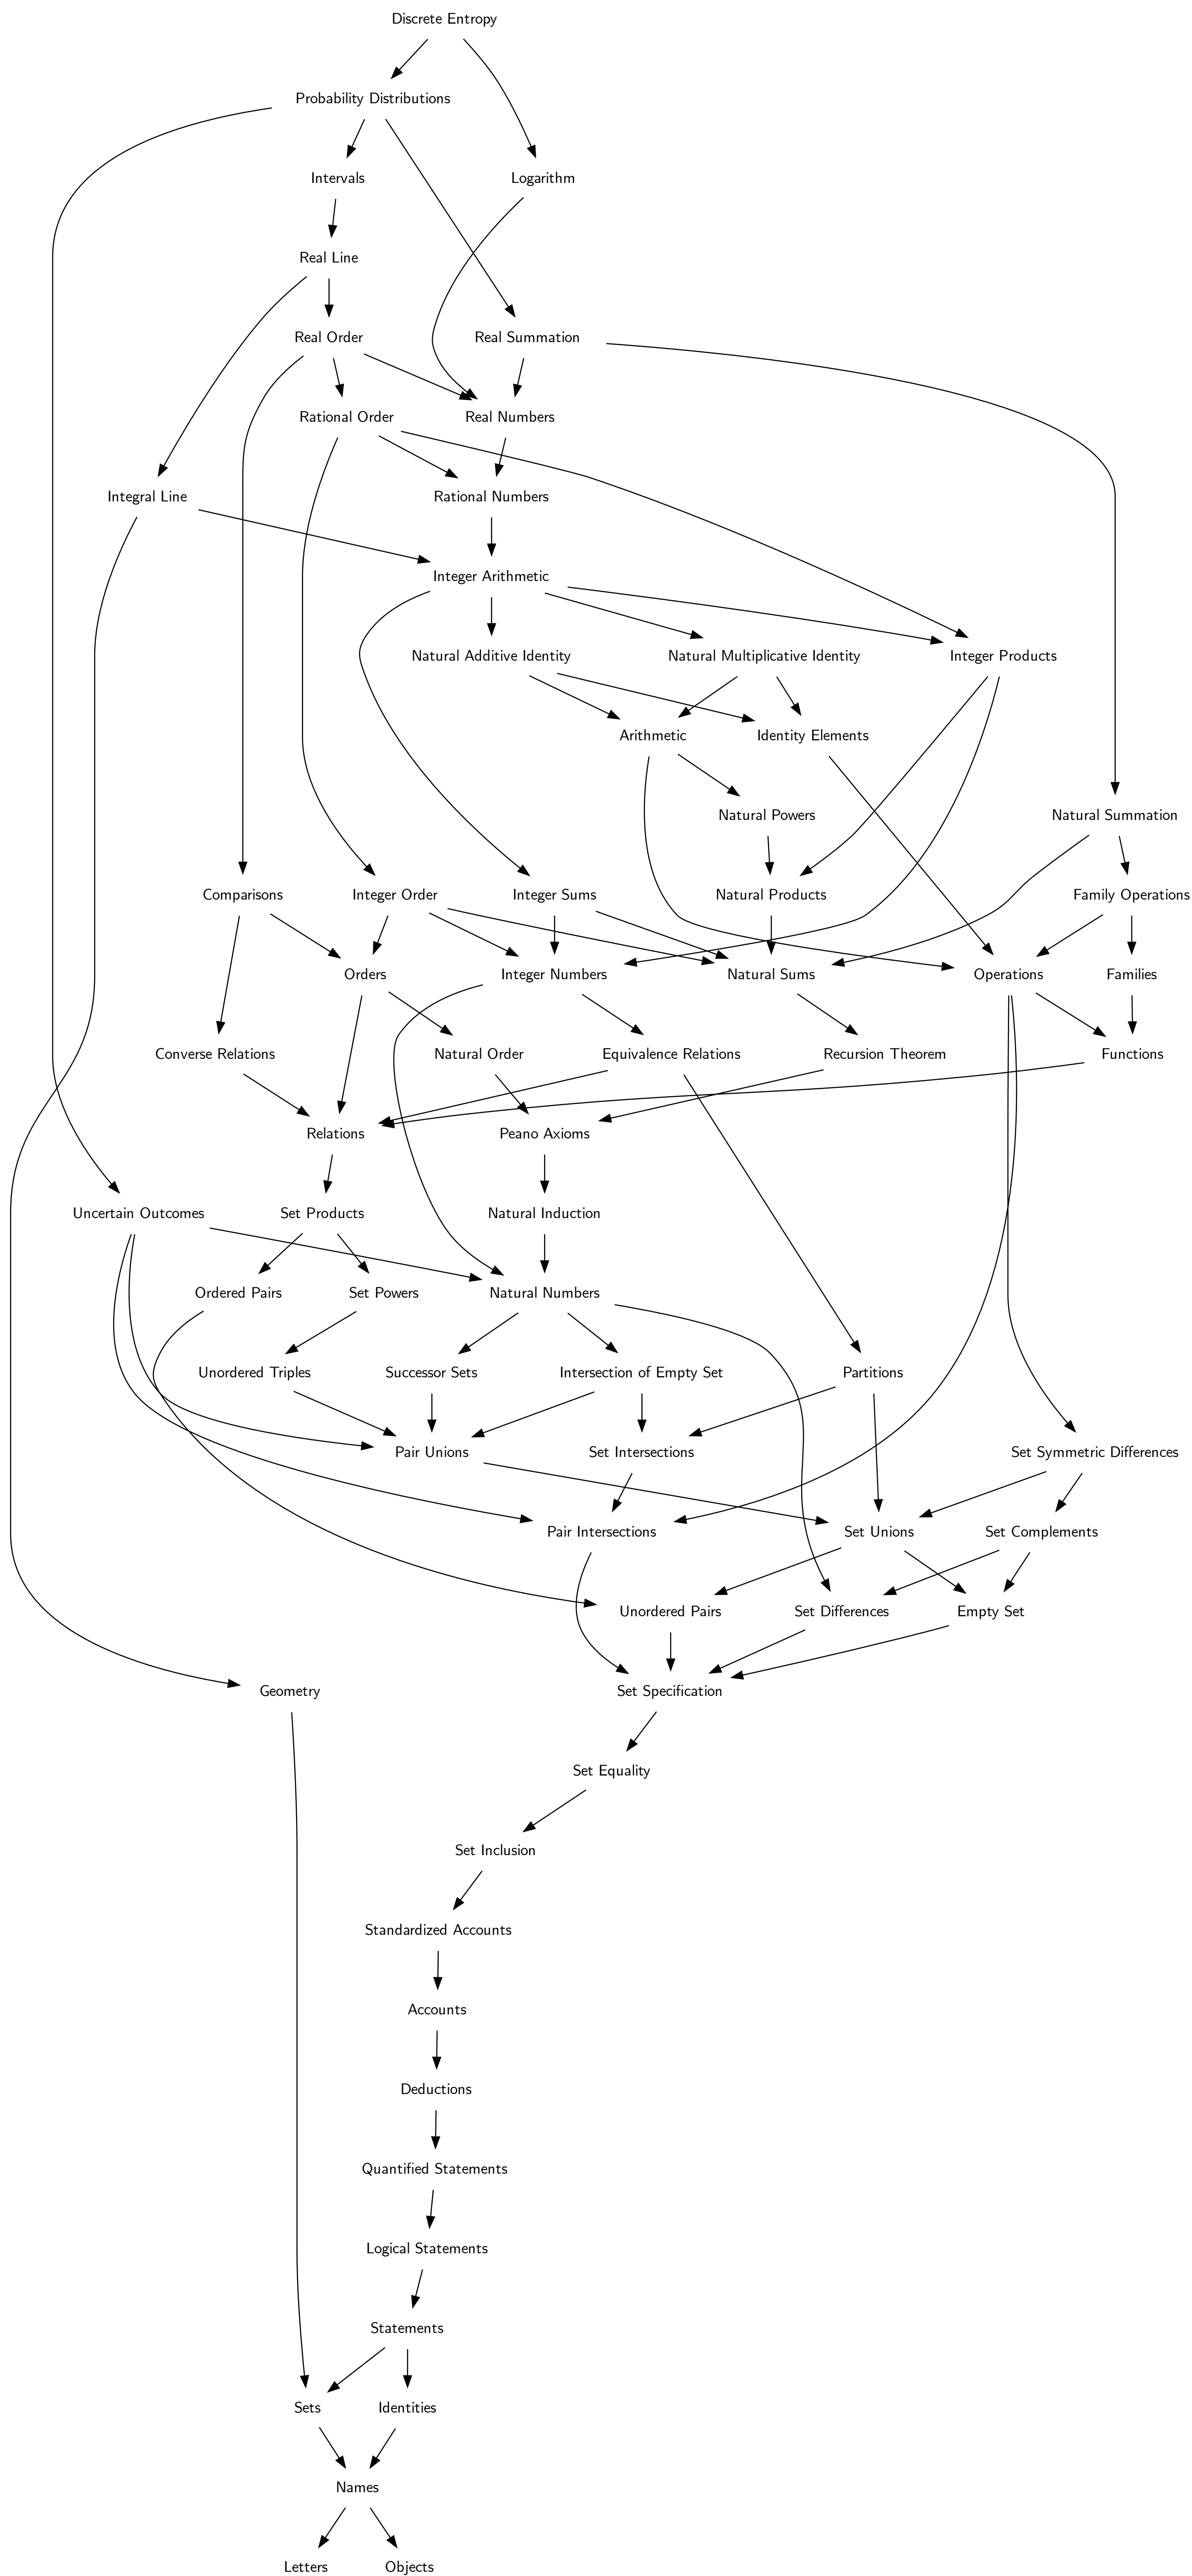 Discrete Entropy
Probability Distributions
Intervals
Logarithm
Real Line
Real Order
Real Summation
Rational Order
Real Numbers
Integral Line
Rational Numbers
Integer Arithmetic
Natural Additive Identity
Natural Multiplicative Identity
Integer Products
Arithmetic
Identity Elements
Natural Powers
Natural Summation
Comparisons
Integer Order
Integer Sums
Natural Products
Family Operations
Orders
Integer Numbers
Natural Sums
Operations
Families
Converse Relations
Natural Order
Equivalence Relations
Recursion Theorem
Functions
Relations
Peano Axioms
Uncertain Outcomes
Set Products
Natural Induction
Ordered Pairs
Set Powers
Natural Numbers
Unordered Triples
Successor Sets
Intersection of Empty Set
Partitions
Pair Unions
Set Intersections
Set Symmetric Differences
Pair Intersections
Set Unions
Set Complements
Unordered Pairs
Set Differences
Empty Set
Geometry
Set Specification
Set Equality
Set Inclusion
Standardized Accounts
Accounts
Deductions
Quantified Statements
Logical Statements
Statements
Sets
Identities
Names
Letters
Objects